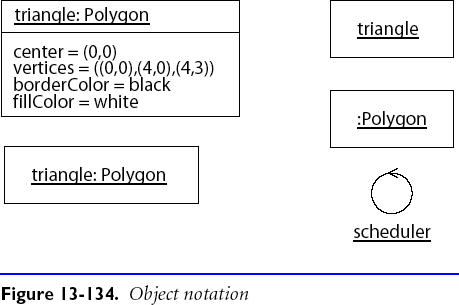 triangle: Polygon
center = (0,0)
vertices = ((0,0),(4,0),(4,3))
borderColor = black
fillColor = white
triangle: Polygon
triangle
:Polygon
scheduler
Figure 13-134. Object notation